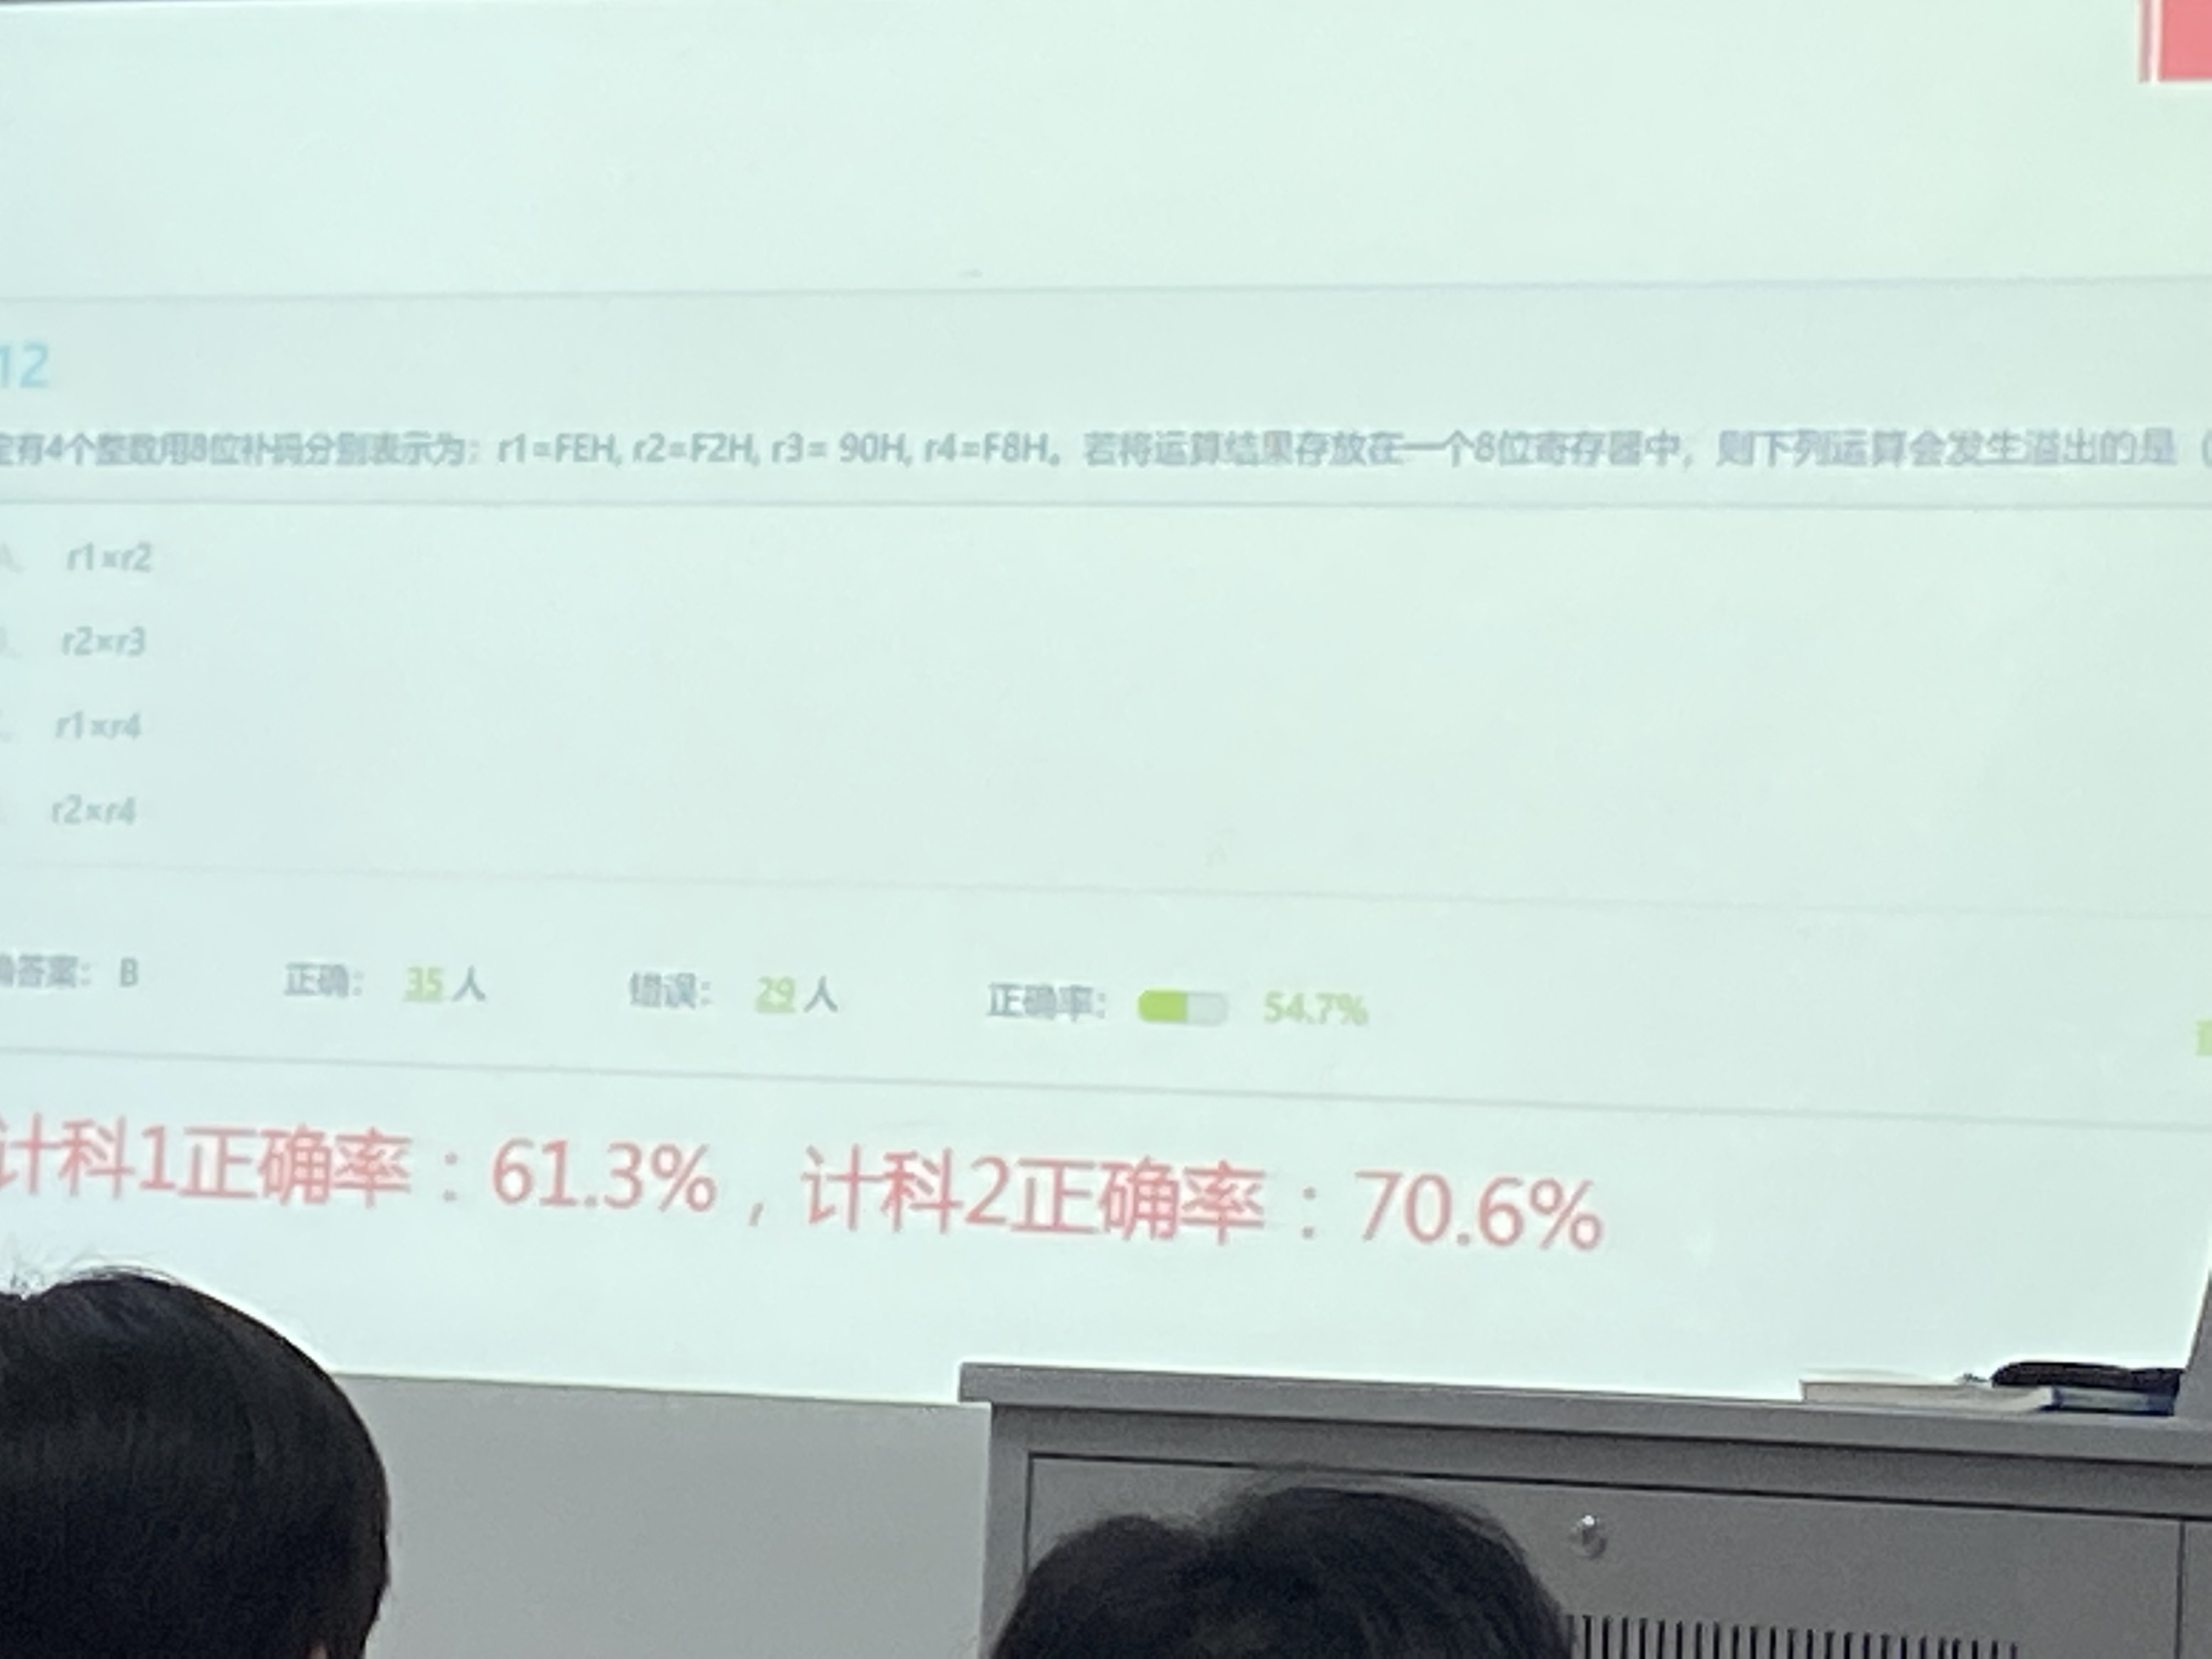 12
定有4个整数用8位补码分别表示为：r1=FEH, r2=F2H, r3= 90H, r4=F8H。若将运算结果存放在一个8位寄存器中，则下列运算会发生溢出的是（
A. r1×r2
r2×r3
r1×r4
r2×r4
确答案：B 正确：35人 错误：29人 正确率： 54.7%
计科1正确率：61.3%，计科2正确率：70.6%